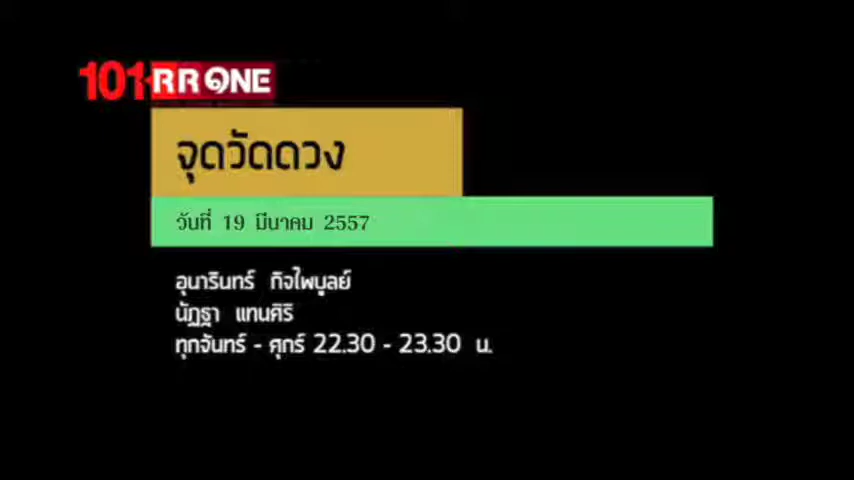 101 RR ONE
จุดวัดดวง
วันที่ 19 มีนาคม 2557
อุนารินทร์ กิจไพบูลย์
นัฏฐา แทนศิริ
ทุกจันทร์ - ศุกร์ 22.30 - 23.30 น.